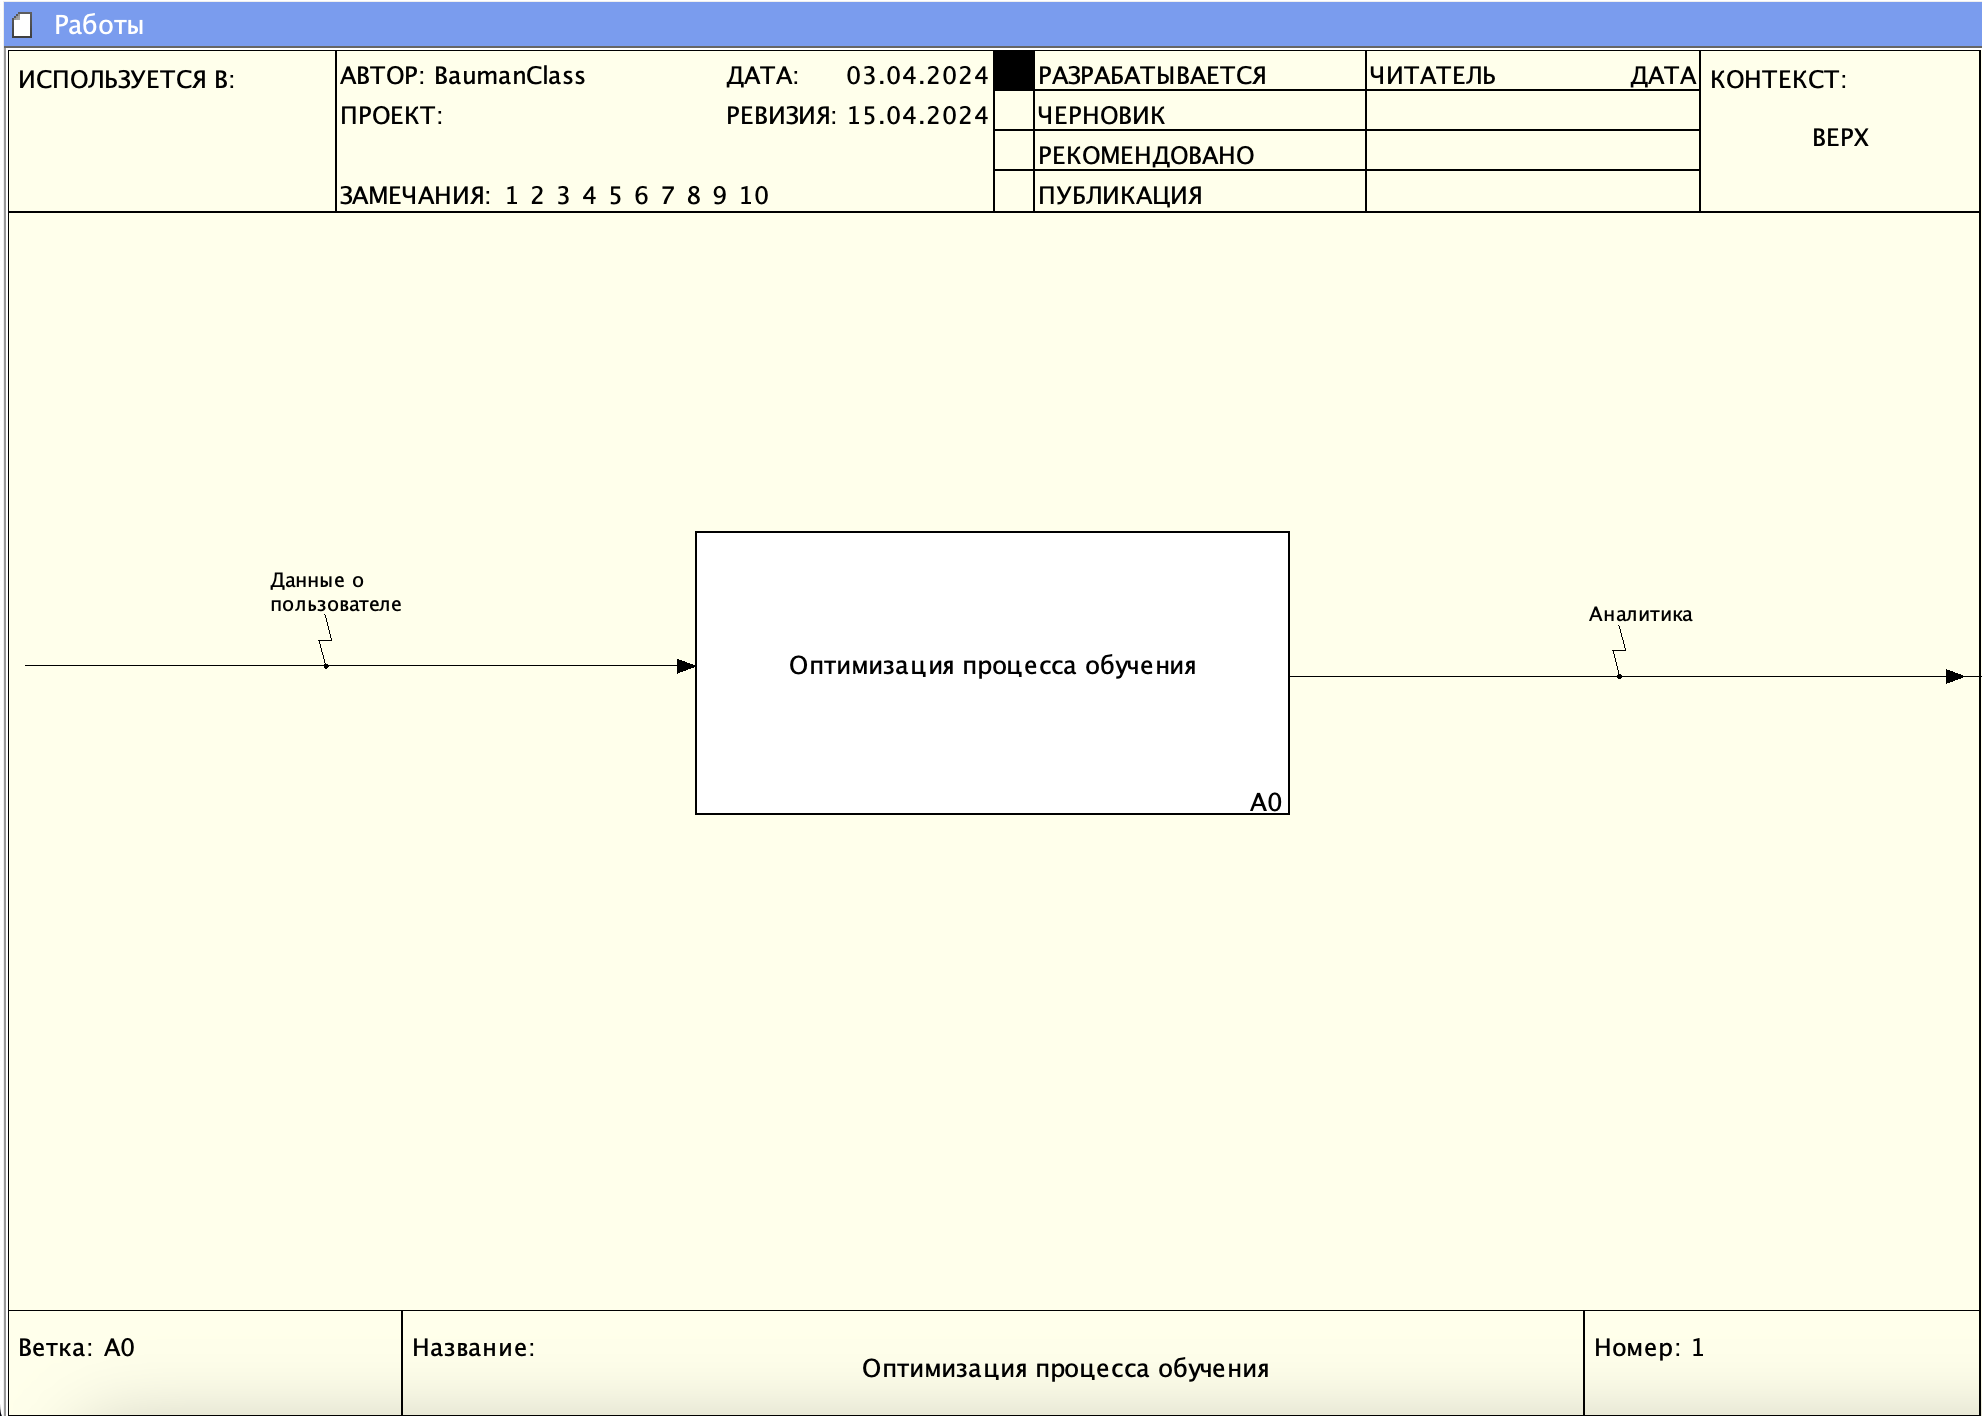 Работы
ИСПОЛЬЗУЕТСЯ В:
АВТОР: BaumanClass ДАТА: 03.04.2024
ПРОЕКТ: РЕВИЗИЯ: 15.04.2024
ЗАМЕЧАНИЯ: 1 2 3 4 5 6 7 8 9 10
РАЗРАБАТЫВАЕТСЯ
ЧЕРНОВИК
РЕКОМЕНДОВАНО
ПУБЛИКАЦИЯ
ЧИТАТЕЛЬ ДАТА
КОНТЕКСТ:
ВЕРХ
Данные о
пользователе
Оптимизация процесса обучения
A0
Аналитика
Ветка: A0
Название:
Оптимизация процесса обучения
Номер: 1